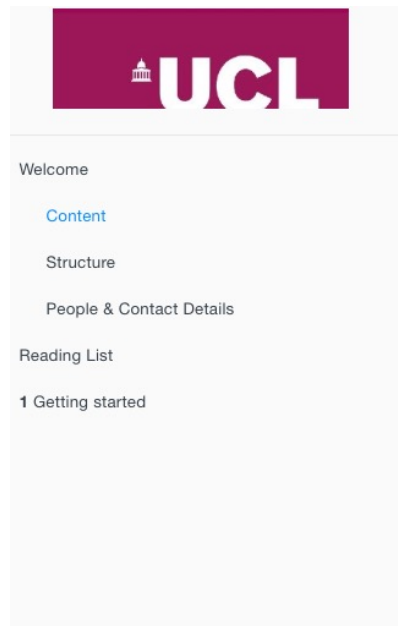 UCL
Welcome
Content
Structure
People & Contact Details
Reading List
1 Getting started